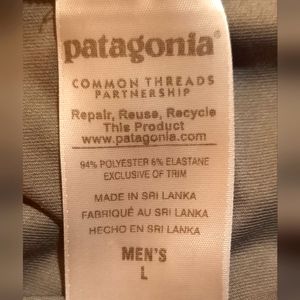 patagonia®
COMMON THREADS
PARTNERSHIP
Repair, Reuse, Recycle
This Product
www.patagonia.com
94% POLYESTER 6% ELASTANE
EXCLUSIVE OF TRIM
MADE IN SRI LANKA
FABRIQUÉ AU SRI LANKA
HECHO EN SRI LANKA
MEN'S
L